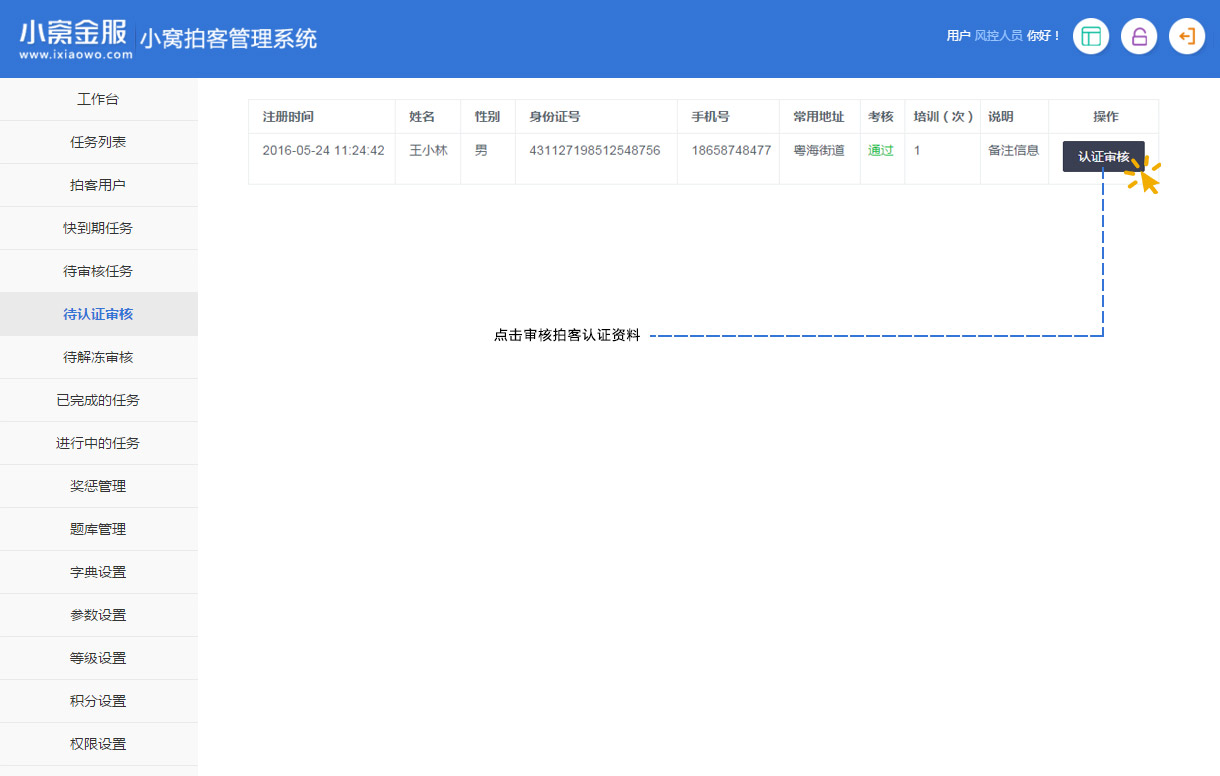 小窝金服
www.ixiaowo.com
小窝拍客管理系统
用户 风控人员 你好！
工作台
任务列表
拍客用户
快到期任务
待审核任务
待认证审核
待解冻审核
已完成的任务
进行中的任务
奖惩管理
题库管理
字典设置
参数设置
等级设置
积分设置
权限设置
注册时间 姓名 性别 身份证号 手机号 常用地址 考核 培训（次） 说明 操作
2016-05-24 11:24:42 王小林 男 431127198512548756 18658748477 粤海街道 通过 1 备注信息 认证审核
点击审核拍客认证资料